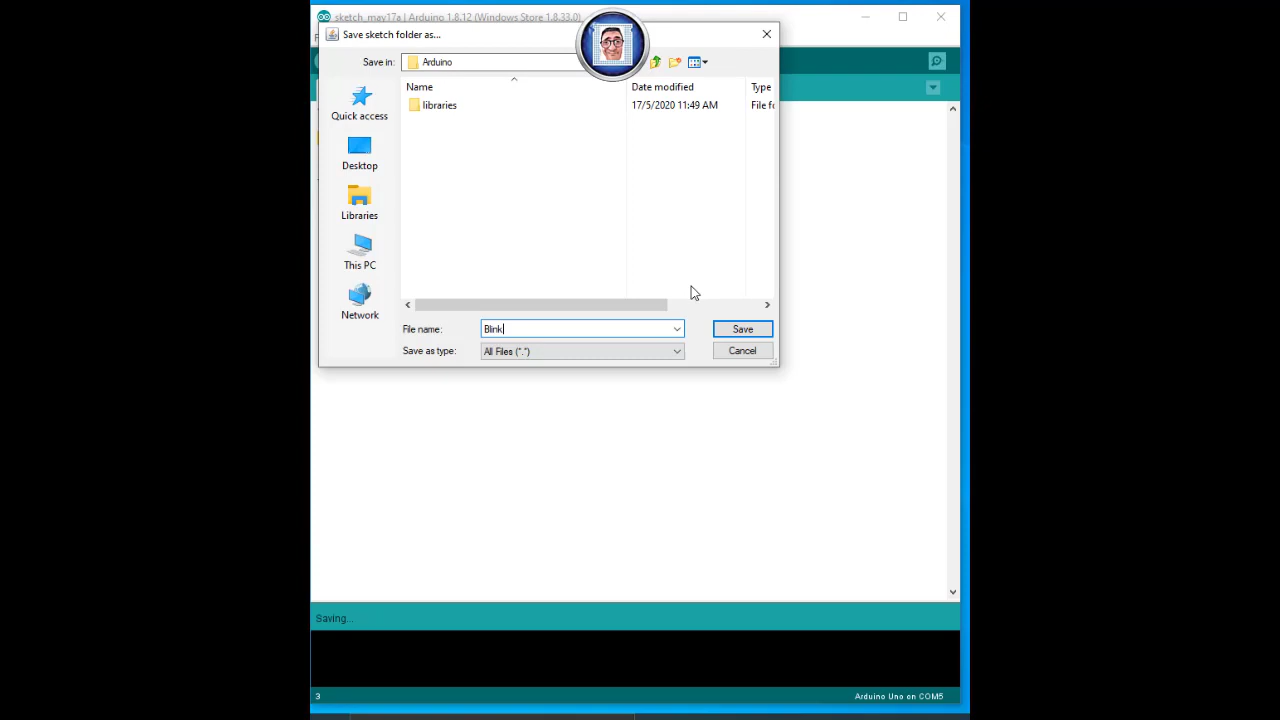 sketch_may17a | Arduino 1.8.12 (Windows Store 1.8.33.0)
Save sketch folder as...
Save in: Arduino
Name Date modified Type
libraries 17/5/2020 11:49 AM File fo
Quick access
Desktop
Libraries
This PC
Network
File name: Blink Save
Save as type: All Files (*.*) Cancel
Saving...
3 Arduino Uno on COM5